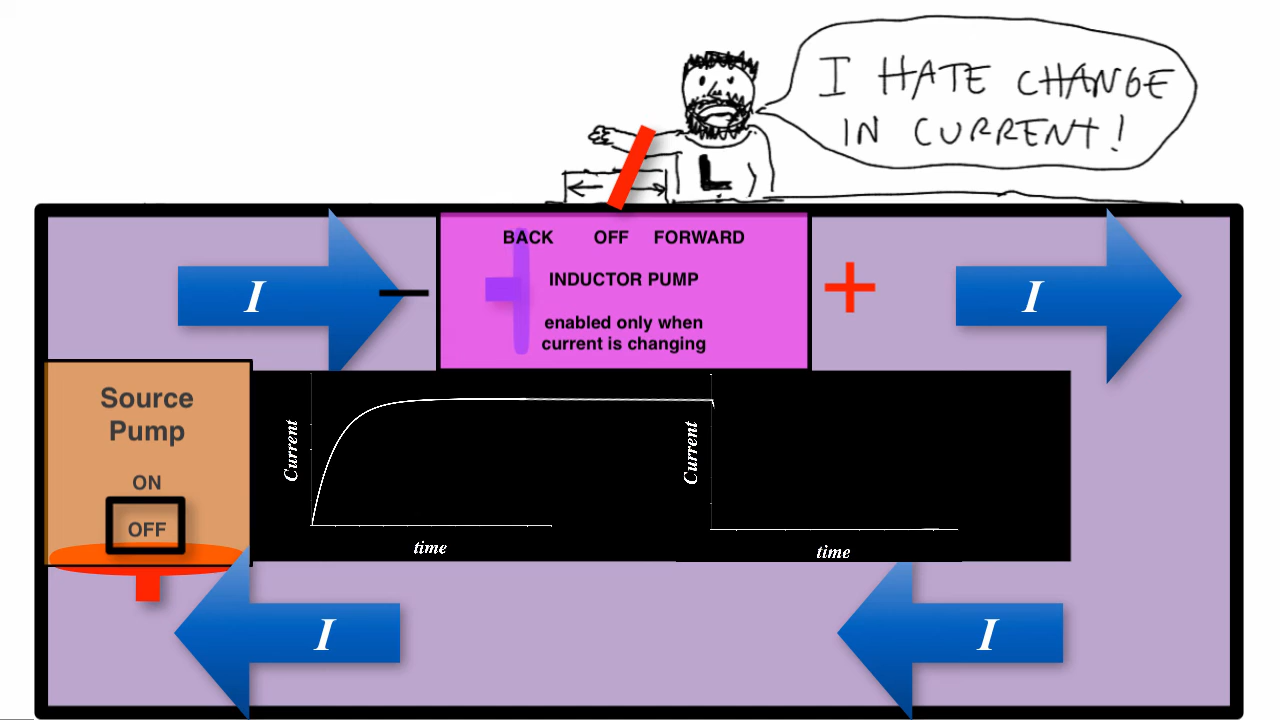 I HATE CHANGE
IN CURRENT!
L
BACK OFF FORWARD
INDUCTOR PUMP
enabled only when
current is changing
I
−
+
I
Source
Pump
ON
OFF
Current
time
Current
time
I
I